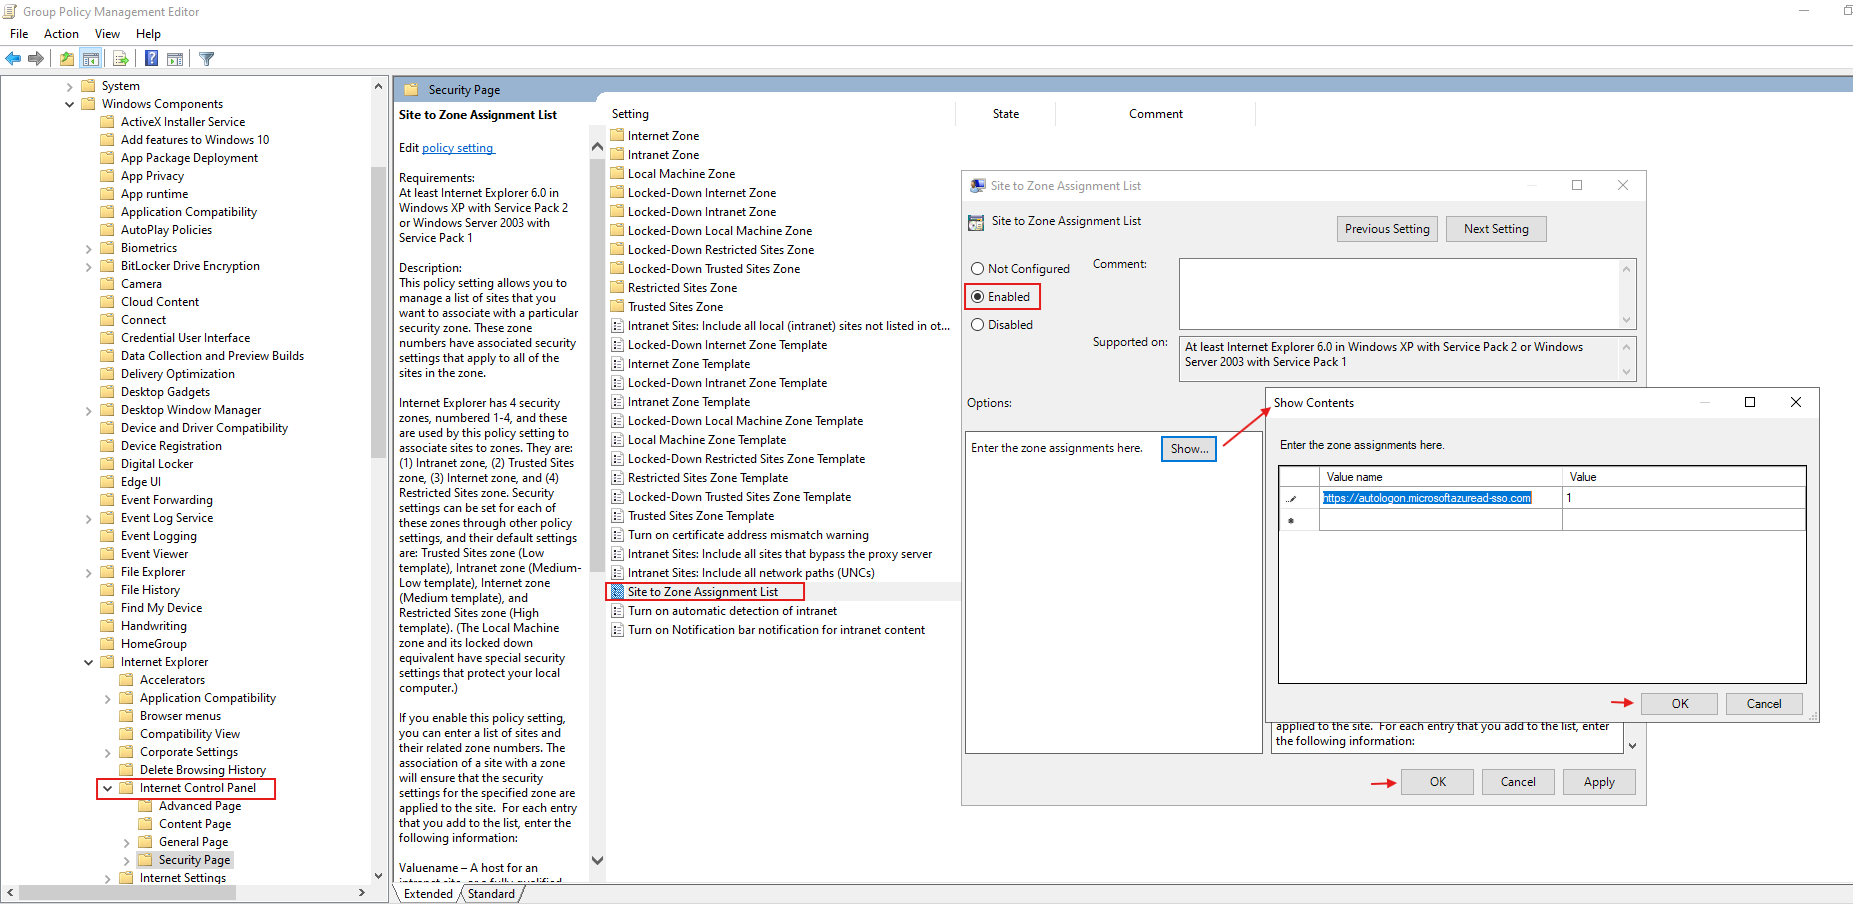 Group Policy Management Editor
File Action View Help
System
Windows Components
ActiveX Installer Service
Add features to Windows 10
App Package Deployment
App Privacy
App runtime
Application Compatibility
AutoPlay Policies
Biometrics
BitLocker Drive Encryption
Camera
Cloud Content
Connect
Credential User Interface
Data Collection and Preview Builds
Delivery Optimization
Desktop Gadgets
Desktop Window Manager
Device and Driver Compatibility
Device Registration
Digital Locker
Edge UI
Event Forwarding
Event Log Service
Event Logging
Event Viewer
File Explorer
File History
Find My Device
Handwriting
HomeGroup
Internet Explorer
Accelerators
Application Compatibility
Browser menus
Compatibility View
Corporate Settings
Delete Browsing History
Internet Control Panel
Advanced Page
Content Page
General Page
Security Page
Internet Settings
Security Page
Site to Zone Assignment List
Edit policy setting
Requirements:
At least Internet Explorer 6.0 in
Windows XP with Service Pack 2
or Windows Server 2003 with
Service Pack 1
Description:
This policy setting allows you to
manage a list of sites that you
want to associate with a particular
security zone. These zone
numbers have associated security
settings that apply to all of the
sites in the zone.
Internet Explorer has 4 security
zones, numbered 1-4, and these
are used by this policy setting to
associate sites to zones. They are:
(1) Intranet zone, (2) Trusted Sites
zone, (3) Internet zone, and (4)
Restricted Sites zone. Security
settings can be set for each of
these zones through other policy
settings, and their default settings
are: Trusted Sites zone (Low
template), Intranet zone (Medium-
Low template), Internet zone
(Medium template), and
Restricted Sites zone (High
template). (The Local Machine
zone and its locked down
equivalent have special security
settings that protect your local
computer.)
If you enable this policy setting,
you can enter a list of sites and
their related zone numbers. The
association of a site with a zone
will ensure that the security
settings for the specified zone are
applied to the site.  For each entry
that you add to the list, enter the
following information:
Valuename – A host for an
intranet site, or a fully qualified
Extended Standard
Setting State Comment
Internet Zone
Intranet Zone
Local Machine Zone
Locked-Down Internet Zone
Locked-Down Intranet Zone
Locked-Down Local Machine Zone
Locked-Down Restricted Sites Zone
Locked-Down Trusted Sites Zone
Restricted Sites Zone
Trusted Sites Zone
Intranet Sites: Include all local (intranet) sites not listed in ot...
Locked-Down Internet Zone Template
Internet Zone Template
Locked-Down Intranet Zone Template
Intranet Zone Template
Locked-Down Local Machine Zone Template
Local Machine Zone Template
Locked-Down Restricted Sites Zone Template
Restricted Sites Zone Template
Locked-Down Trusted Sites Zone Template
Trusted Sites Zone Template
Turn on certificate address mismatch warning
Intranet Sites: Include all sites that bypass the proxy server
Intranet Sites: Include all network paths (UNCs)
Site to Zone Assignment List
Turn on automatic detection of intranet
Turn on Notification bar notification for intranet content
Site to Zone Assignment List
Site to Zone Assignment List
Previous Setting Next Setting
Not Configured
Enabled
Disabled
Comment:
Supported on:
At least Internet Explorer 6.0 in Windows XP with Service Pack 2 or Windows
Server 2003 with Service Pack 1
Options:
Enter the zone assignments here. Show...
Show Contents
Enter the zone assignments here.
Value name Value
https://autologon.microsoftazuread-sso.com 1
OK Cancel
applied to the site.  For each entry that you add to the list, enter
the following information:
OK Cancel Apply